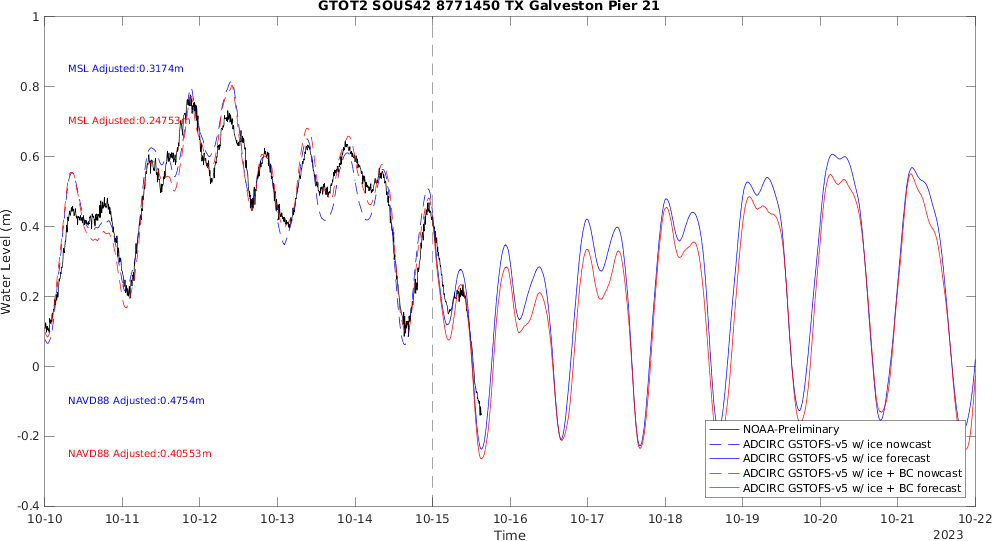 GTOT2 SOUS42 8771450 TX Galveston Pier 21
1
0.8
0.6
0.4
0.2
0
-0.2
-0.4
Water Level (m)
MSL Adjusted:0.3174m
MSL Adjusted:0.24753m
NAVD88 Adjusted:0.4754m
NAVD88 Adjusted:0.40553m
NOAA-Preliminary
ADCIRC GSTOFS-v5 w/ ice nowcast
ADCIRC GSTOFS-v5 w/ ice forecast
ADCIRC GSTOFS-v5 w/ ice + BC nowcast
ADCIRC GSTOFS-v5 w/ ice + BC forecast
10-10 10-11 10-12 10-13 10-14 10-15 10-16 10-17 10-18 10-19 10-20 10-21 10-22
Time
2023